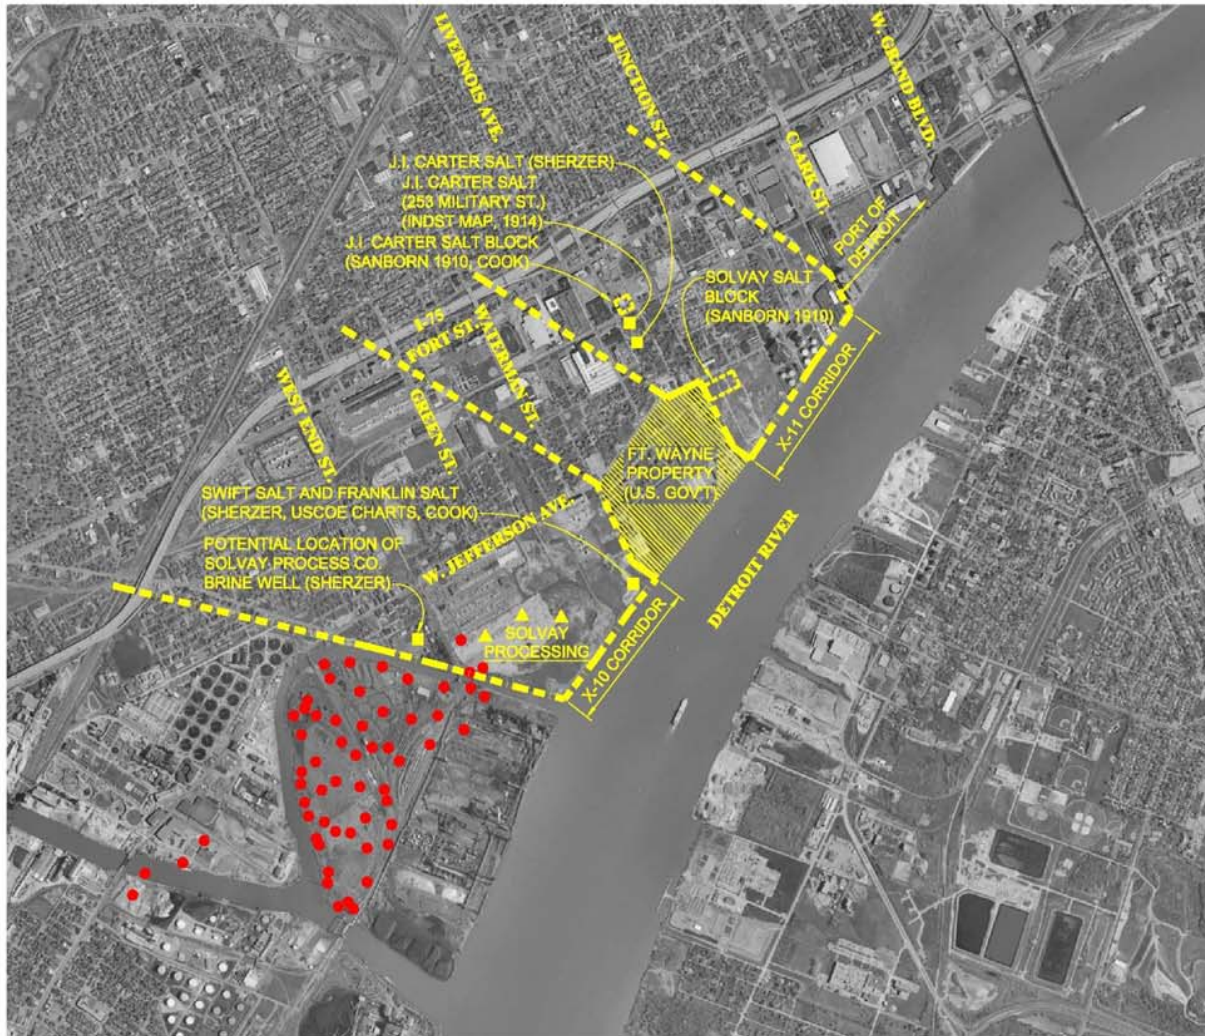 LIVERNOIS AVE.
JUNCTION ST.
W. GRAND BLVD.
CLARK ST.
PORT OF
DETROIT
J.I. CARTER SALT (SHERZER)
J.I. CARTER SALT
(253 MILITARY ST.)
(INDST MAP, 1914)
J.I. CARTER SALT BLOCK
(SANBORN 1910, COOK)
SOLVAY SALT
BLOCK
(SANBORN 1910)
I-75
FORT ST.
WATERMAN ST.
GREEN ST.
WEST END ST.
X-11 CORRIDOR
FT. WAYNE
PROPERTY
(U.S. GOVT)
SWIFT SALT AND FRANKLIN SALT
(SHERZER, USCOE CHARTS, COOK)
W. JEFFERSON AVE.
POTENTIAL LOCATION OF
SOLVAY PROCESS CO.
BRINE WELL (SHERZER)
DETROIT RIVER
SOLVAY
PROCESSING
X-10 CORRIDOR